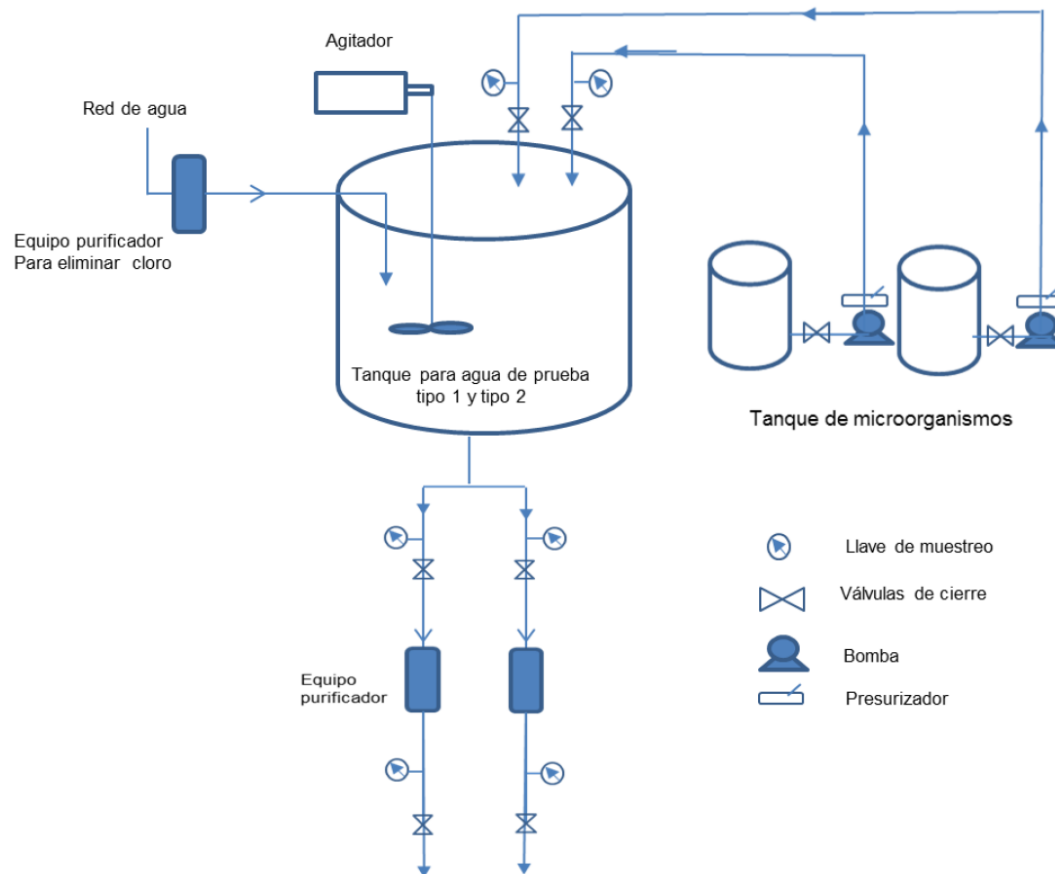 Agitador
Red de agua
Equipo purificador
Para eliminar cloro
Tanque para agua de prueba
tipo 1 y tipo 2
Tanque de microorganismos
Llave de muestreo
Válvulas de cierre
Bomba
Presurizador
Equipo
purificador